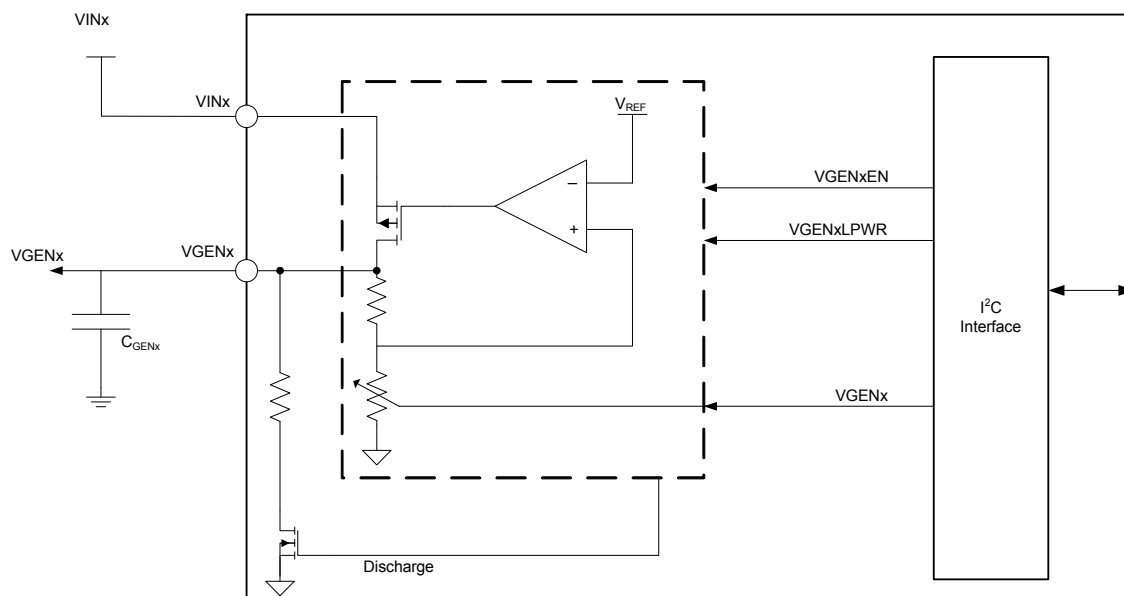 VINx
VINx
VREF
VGENxEN
VGENxLPWR
VGENx
VGENx
CGENx
I²C
Interface
VGENx
Discharge
−
+